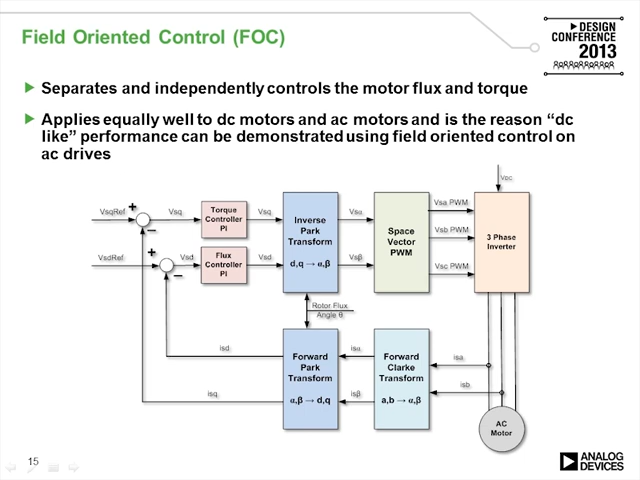 Field Oriented Control (FOC)
DESIGN
CONFERENCE
2013
Separates and independently controls the motor flux and torque
Applies equally well to dc motors and ac motors and is the reason “dc
like” performance can be demonstrated using field oriented control on
ac drives
VDC
VsqRef
+
Vsq
Torque
Controller
PI
Vsq
Inverse
Park
Transform
d,q → α,β
Vsα
Space
Vector
PWM
Vsa PWM
3 Phase
Inverter
–
Vsb PWM
VsdRef
+
Vsd
Flux
Controller
PI
Vsd
Vsβ
Vsc PWM
–
Rotor Flux
Angle θ
isd
Forward
Park
Transform
α,β → d,q
isα
Forward
Clarke
Transform
a,b → α,β
isa
isq
isβ
isb
AC
Motor
15
ANALOG
DEVICES